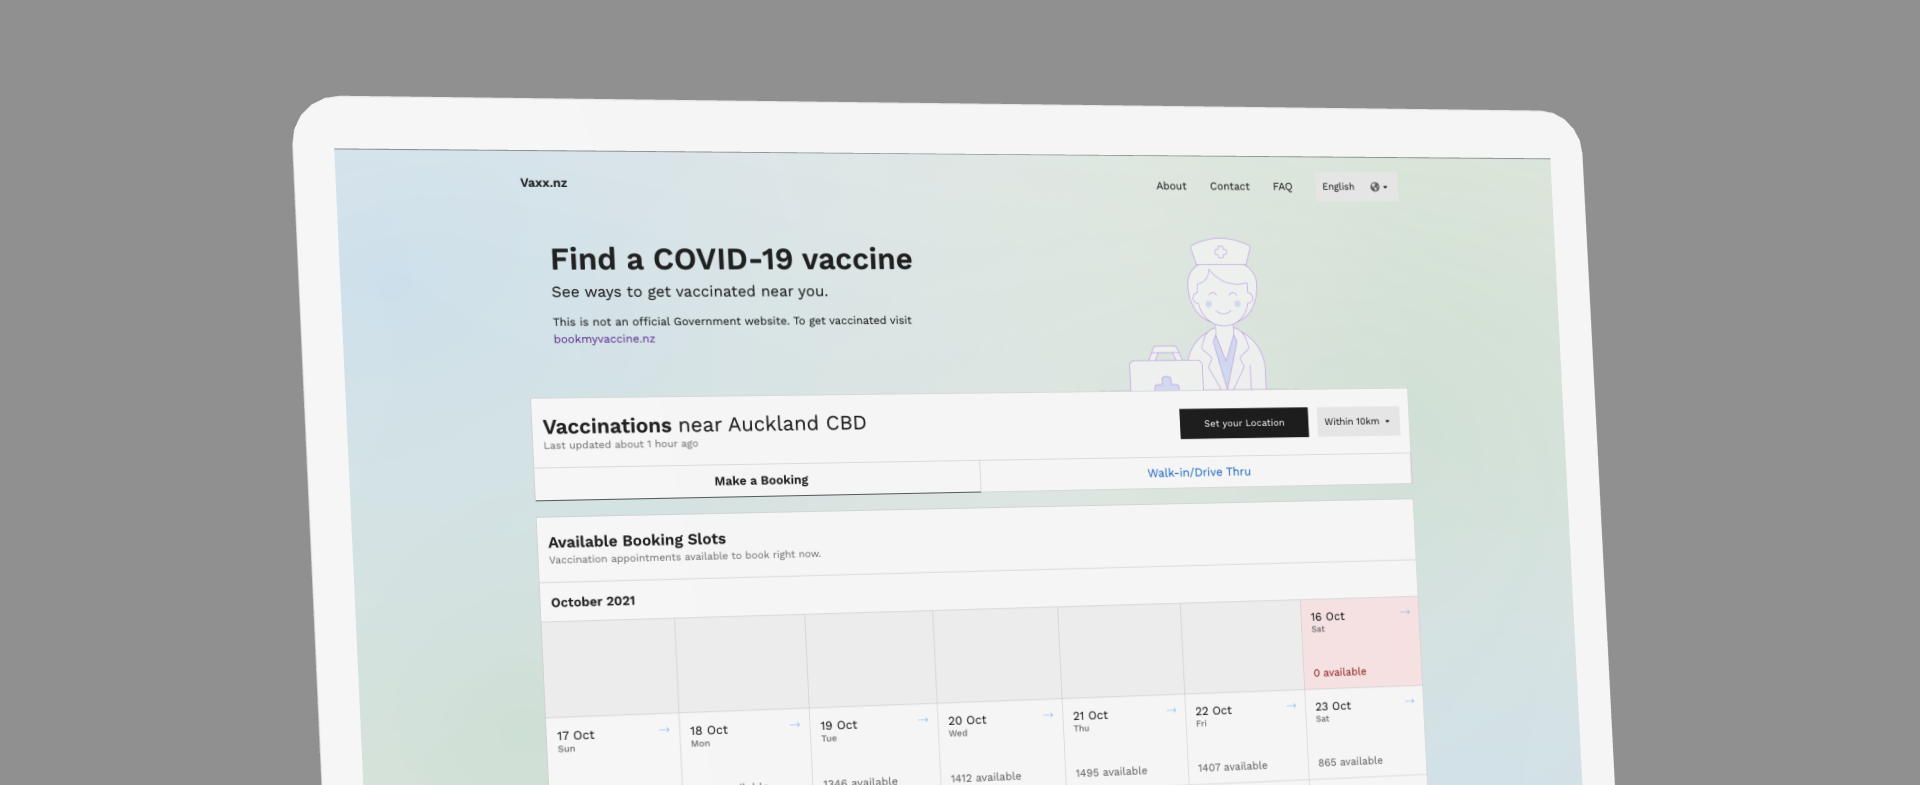 Vaxx.nz
About
Contact
FAQ
English
Find a COVID-19 vaccine
See ways to get vaccinated near you.
This is not an official Government website. To get vaccinated visit
bookmyvaccine.nz
Vaccinations near Auckland CBD
Last updated about 1 hour ago
Set your Location
Within 10km
Make a Booking
Walk-in/Drive Thru
Available Booking Slots
Vaccination appointments available to book right now.
October 2021
16 Oct
Sat
0 available
17 Oct
Sun
18 Oct
Mon
19 Oct
Tue
1346 available
20 Oct
Wed
1412 available
21 Oct
Thu
1495 available
22 Oct
Fri
1407 available
23 Oct
Sat
865 available